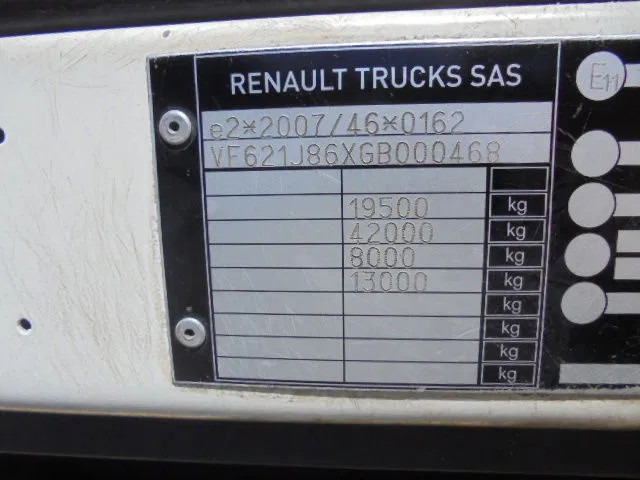 RENAULT TRUCKS SAS
e2*2007/46*0162
VF621J86XGB000468
19500 kg
42000 kg
8000 kg
13000 kg
kg
kg
kg
kg
E11